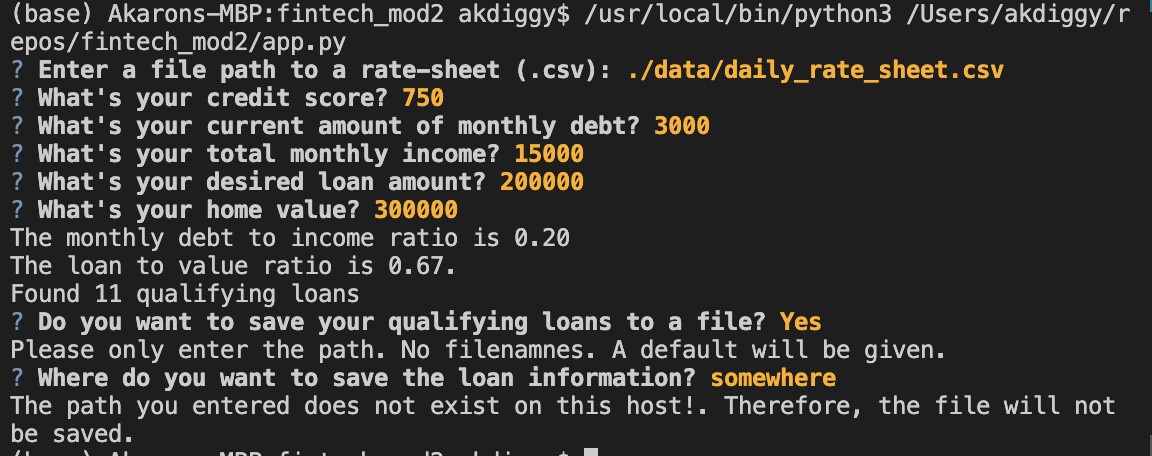 (base) Akarons-MBP:fintech_mod2 akdiggy$ /usr/local/bin/python3 /Users/akdiggy/r
epos/fintech_mod2/app.py
? Enter a file path to a rate-sheet (.csv): ./data/daily_rate_sheet.csv
? What's your credit score? 750
? What's your current amount of monthly debt? 3000
? What's your total monthly income? 15000
? What's your desired loan amount? 200000
? What's your home value? 300000
The monthly debt to income ratio is 0.20
The loan to value ratio is 0.67.
Found 11 qualifying loans
? Do you want to save your qualifying loans to a file? Yes
Please only enter the path. No filenamnes. A default will be given.
? Where do you want to save the loan information? somewhere
The path you entered does not exist on this host!. Therefore, the file will not
be saved.
(base) Akarons-MBP:fintech_mod2 akdiggy$